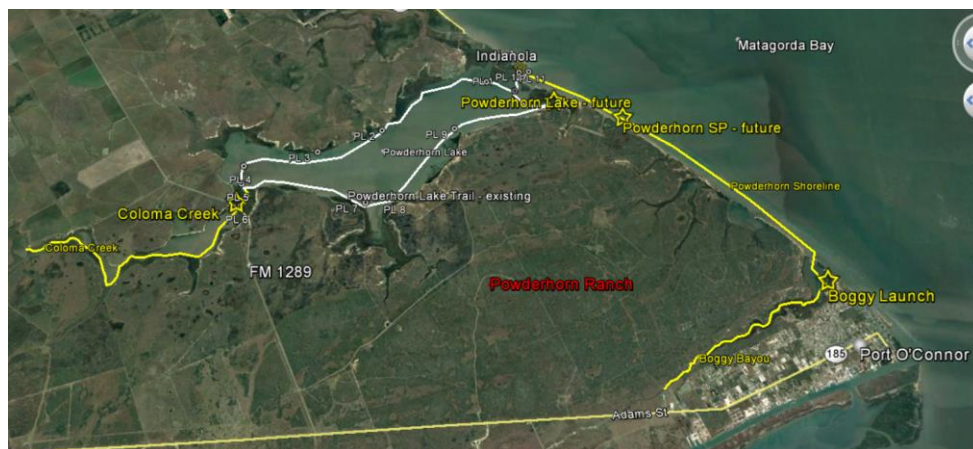 Matagorda Bay
Indianola
PL 1
PL 11
Powderhorn Lake - future
Powderhorn SP - future
PL 2
PL 9
PL 3
Powderhorn Lake
Powderhorn Shoreline
PL 4
PL 5
Powderhorn Lake Trail - existing
PL 7
PL 8
Coloma Creek
PL 6
Coloma Creek
FM 1289
Powderhorn Ranch
Boggy Launch
Boggy Bayou
185
Port O'Connor
Adams St